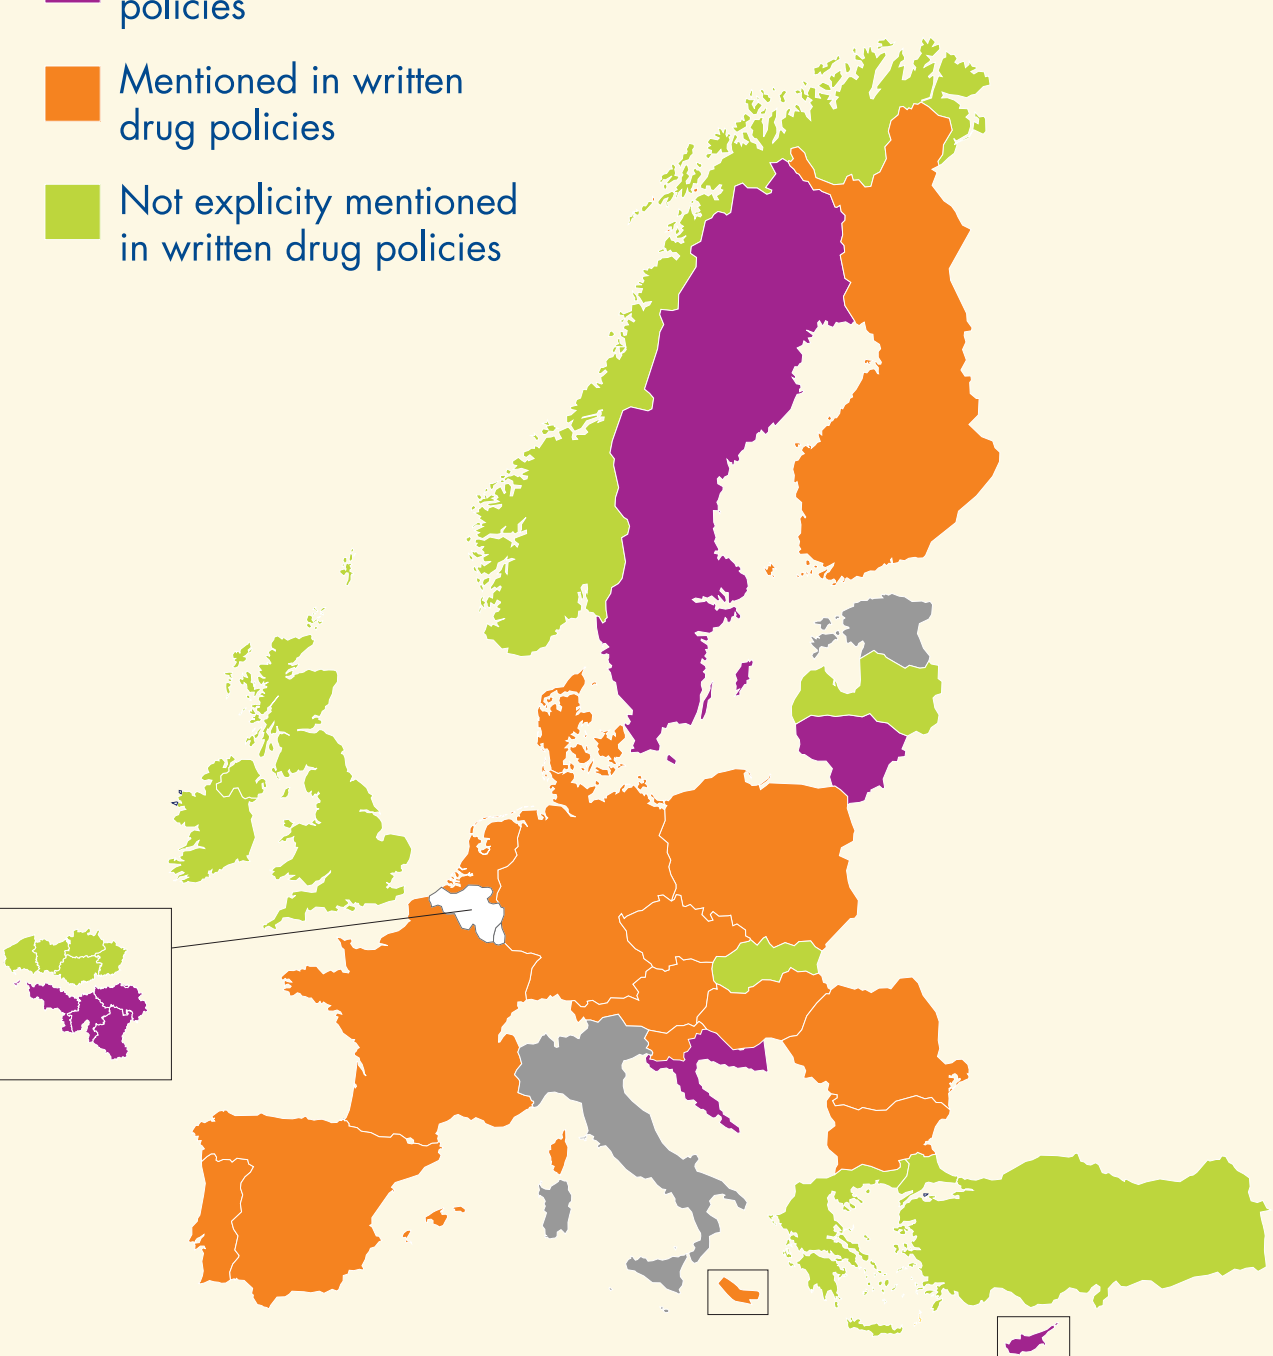 policies
Mentioned in written
drug policies
Not explicity mentioned
in written drug policies